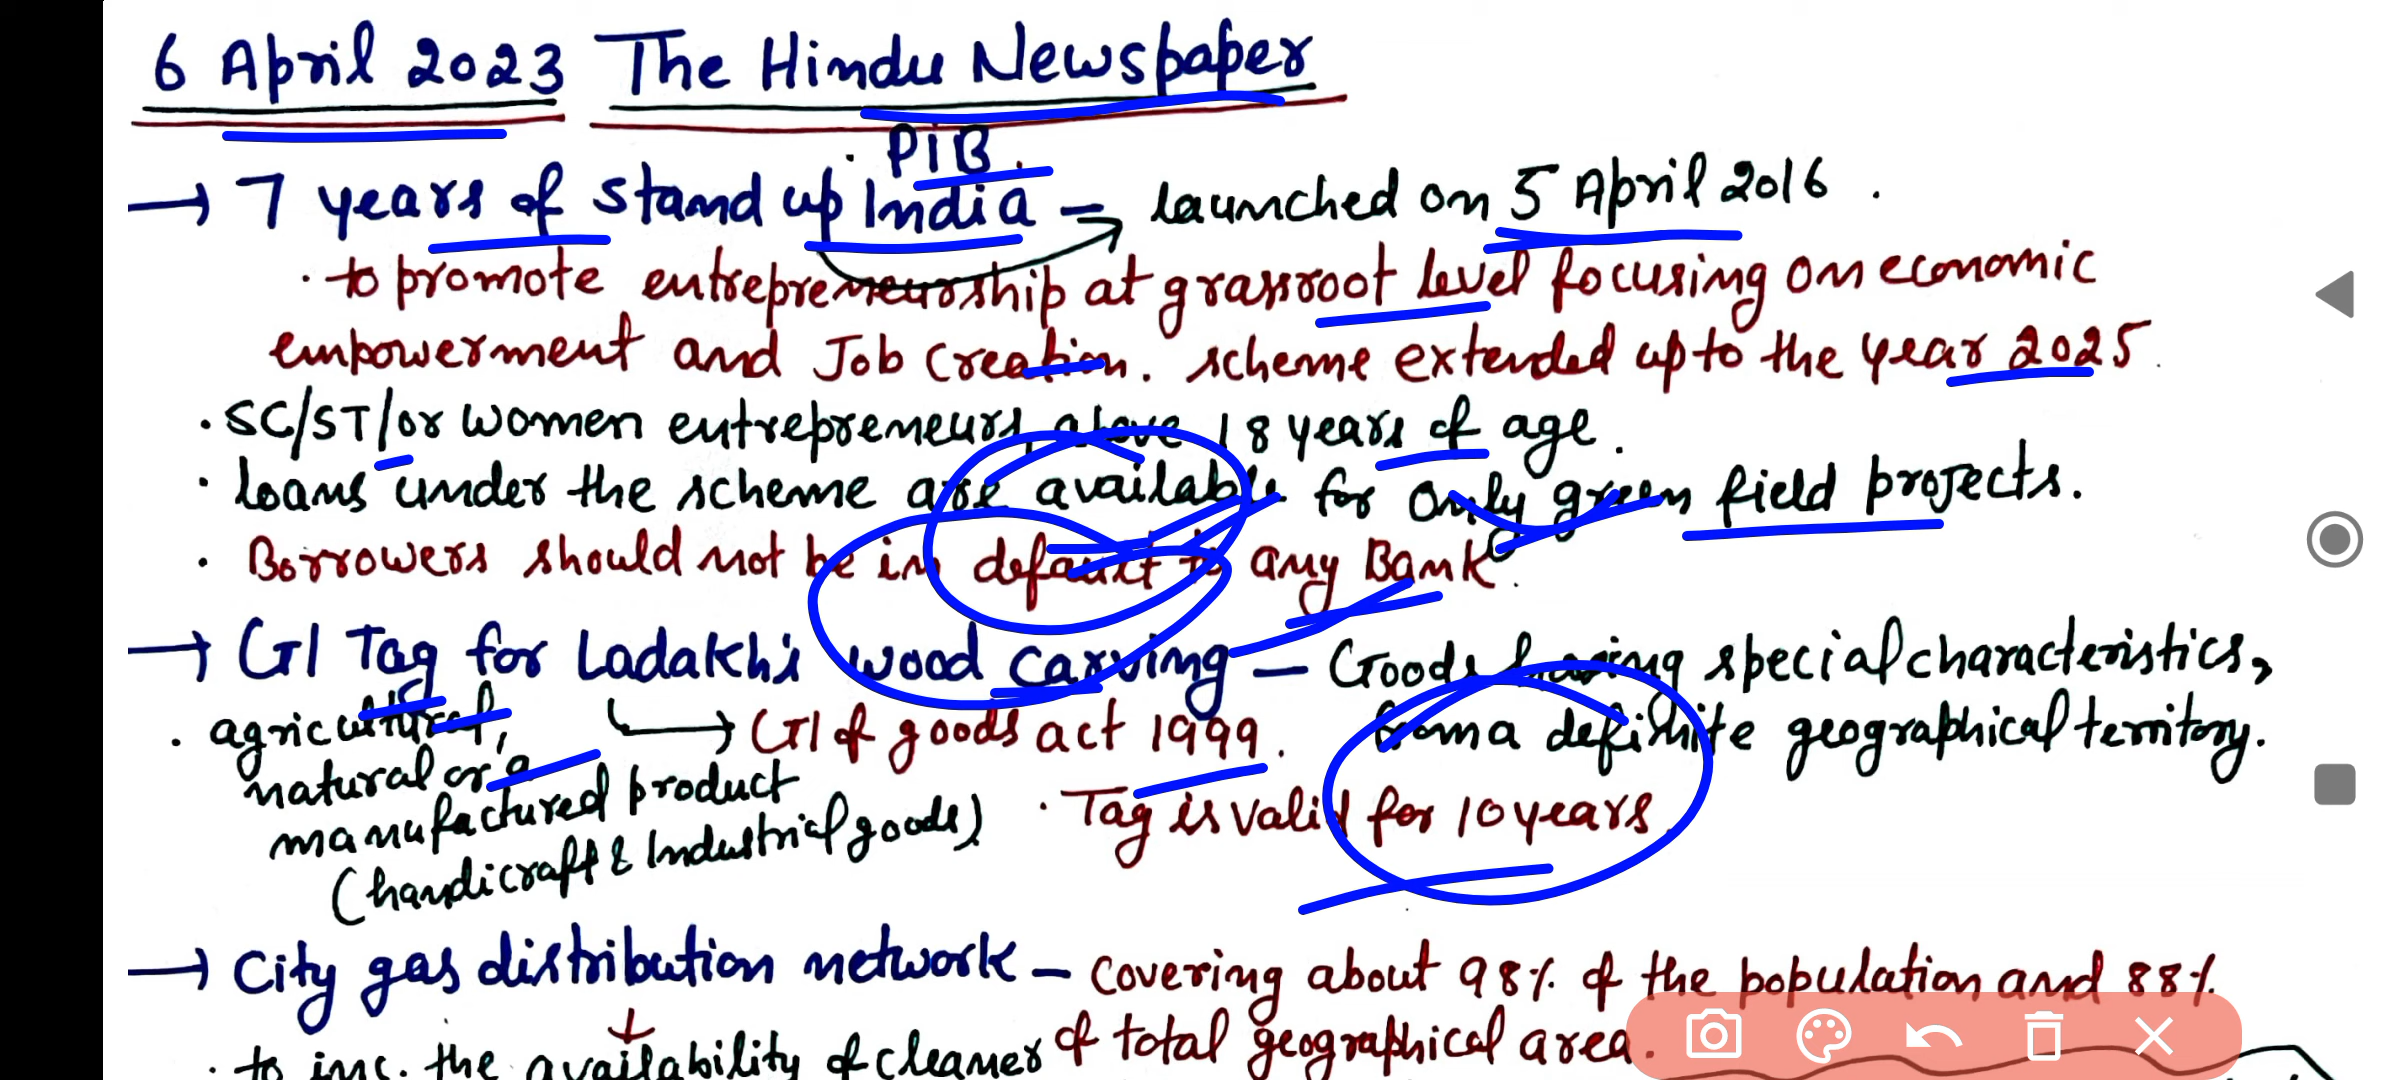 6 April 2023 The Hindu Newspaper
PIB
→ 7 years of Stand up India – launched on 5 April 2016.
· to promote entrepreneurship at grassroot level focusing on economic
empowerment and Job Creation. scheme extended upto the year 2025.
· SC/ST/or women entrepreneurs above 18 years of age.
· loans under the scheme are available for only green field projects.
· Borrowers should not be in default to any Bank.
→ GI Tag for Ladakh's wood carving – Goods having special characteristics,
from a definite geographical territory.
→ GI of goods act 1999.
· agricultural,
natural or a
manufactured product
(handicraft & Industrial goods)
· Tag is valid for 10 years.
→ City gas distribution network – covering about 98% of the population and 88%
of total geographical area.
· to inc. the availability of cleaner